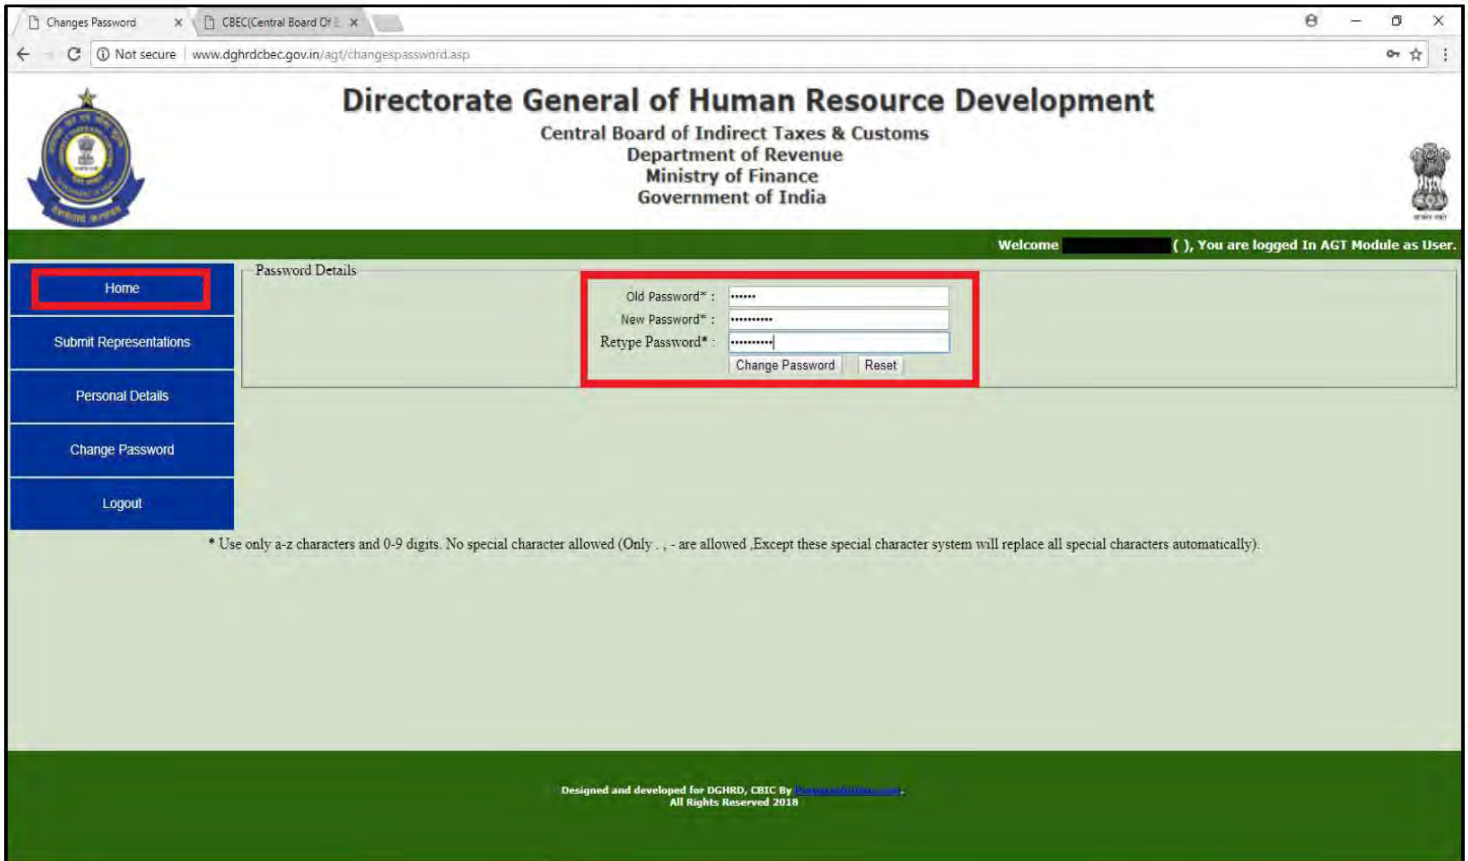 Changes Password
CBEC(Central Board Of E
Not secure www.dghrdcbec.gov.in/agt/changespassword.asp
Directorate General of Human Resource Development
Central Board of Indirect Taxes & Customs
Department of Revenue
Ministry of Finance
Government of India
Welcome ( ), You are logged In AGT Module as User.
Home
Submit Representations
Personal Details
Change Password
Logout
Password Details
Old Password* : ••••••
New Password* : ••••••••••
Retype Password* : ••••••••••
Change Password Reset
* Use only a-z characters and 0-9 digits. No special character allowed (Only . , - are allowed ,Except these special character system will replace all special characters automatically).
Designed and developed for DGHRD, CBIC By
All Rights Reserved 2018